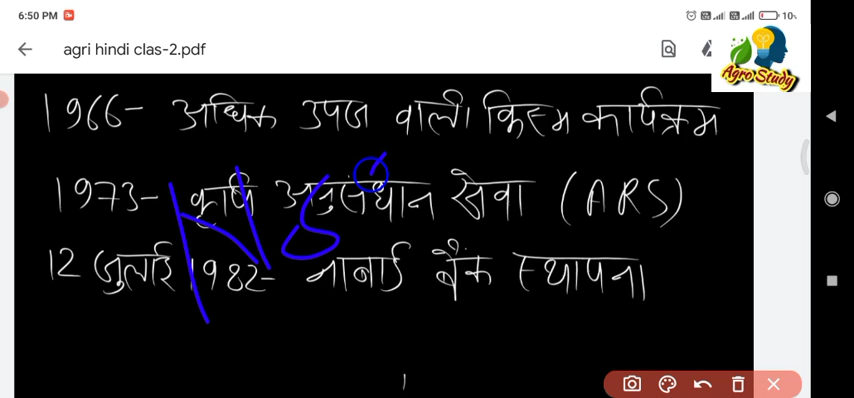 6:50 PM
10%
agri hindi clas-2.pdf
Agro Study
1966- अधिक उपज वाली किस्म कार्यक्रम
1973- कृषि अनुसंधान सेवा (ARS)
12 जुलाई 1982- नाबार्ड बैंक स्थापना